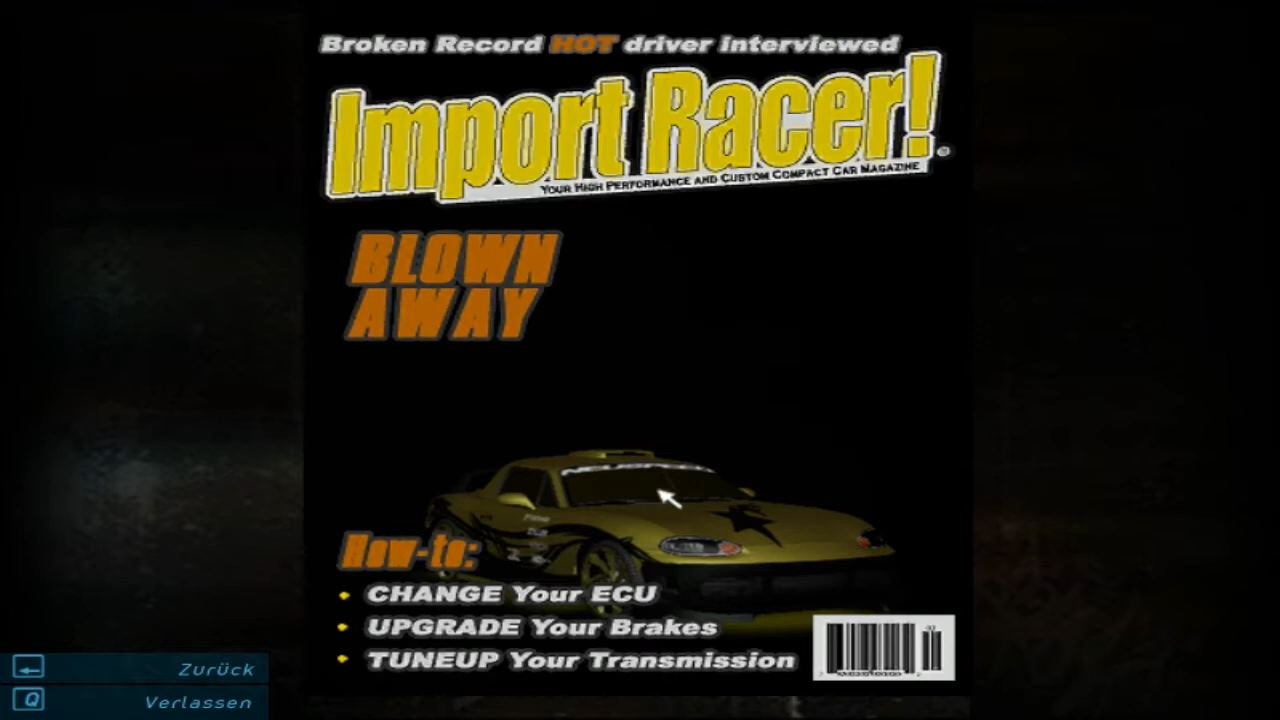 Broken Record HOT driver interviewed
Import Racer!
YOUR HIGH PERFORMANCE AND CUSTOM COMPACT CAR MAGAZINE
BLOWN
AWAY
How-to:
CHANGE Your ECU
UPGRADE Your Brakes
TUNEUP Your Transmission
Zurück
Q Verlassen